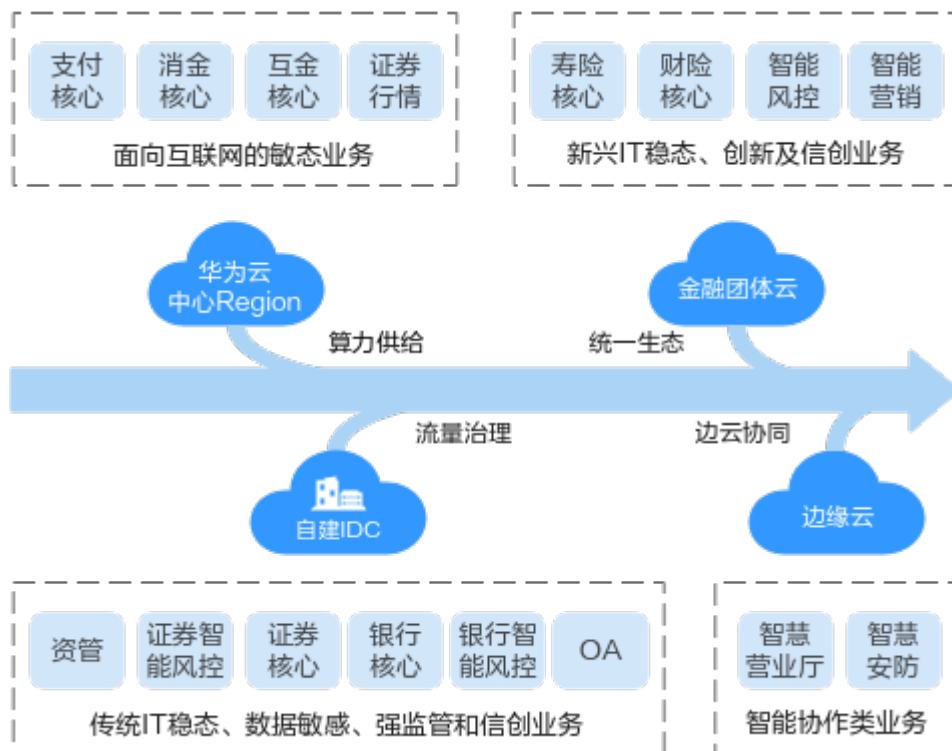 支付
核心
消金
核心
互金
核心
证券
行情
面向互联网的敏态业务
寿险
核心
财险
核心
智能
风控
智能
营销
新兴IT稳态、创新及信创业务
华为云
中心Region
金融团体云
算力供给
统一生态
流量治理
边云协同
自建IDC
边缘云
资管
证券智
能风控
证券
核心
银行
核心
银行智
能风控
OA
传统IT稳态、数据敏感、强监管和信创业务
智慧
营业厅
智慧
安防
智能协作类业务